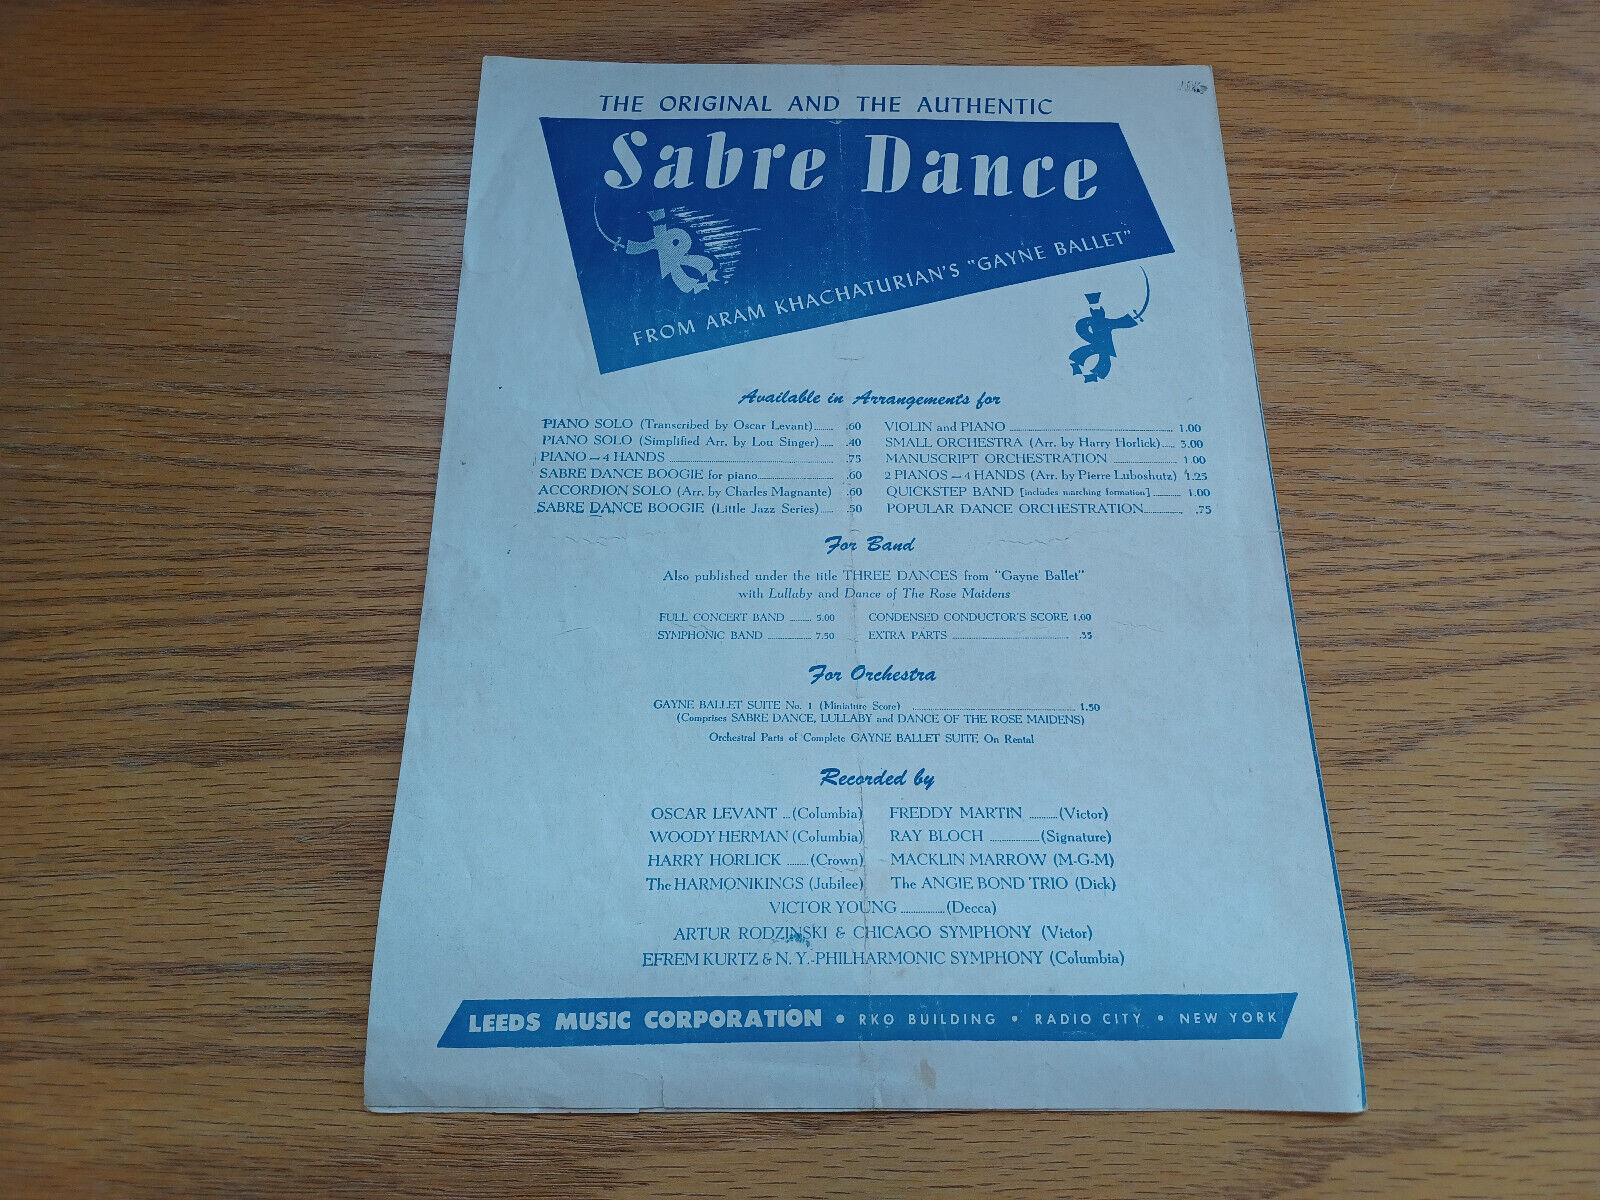 THE ORIGINAL AND THE AUTHENTIC
Sabre Dance
FROM ARAM KHACHATURIAN'S "GAYNE BALLET"
Available in Arrangements for
PIANO SOLO (Transcribed by Oscar Levant)...... .60
PIANO SOLO (Simplified Arr. by Lou Singer)..... .40
PIANO — 4 HANDS .......... .75
SABRE DANCE BOOGIE for piano.......... .60
ACCORDION SOLO (Arr. by Charles Magnante) .60
SABRE DANCE BOOGIE (Little Jazz Series)..... .50
VIOLIN and PIANO .......... 1.00
SMALL ORCHESTRA (Arr. by Harry Horlick)..... 3.00
MANUSCRIPT ORCHESTRATION .......... 1.00
2 PIANOS — 4 HANDS (Arr. by Pierre Luboshutz) 1.25
QUICKSTEP BAND [includes marching formation].......... 1.00
POPULAR DANCE ORCHESTRATION.......... .75
For Band
Also published under the title THREE DANCES from "Gayne Ballet"
with Lullaby and Dance of The Rose Maidens
FULL CONCERT BAND ........ 5.00
SYMPHONIC BAND .......... 7.50
CONDENSED CONDUCTOR'S SCORE 1.00
EXTRA PARTS .......... .35
For Orchestra
GAYNE BALLET SUITE No. 1 (Miniature Score) .......... 1.50
(Comprises SABRE DANCE, LULLABY and DANCE OF THE ROSE MAIDENS)
Orchestral Parts of Complete GAYNE BALLET SUITE On Rental
Recorded by
OSCAR LEVANT ...(Columbia)
WOODY HERMAN (Columbia)
HARRY HORLICK ......(Crown)
The HARMONIKINGS (Jubilee)
FREDDY MARTIN ........(Victor)
RAY BLOCH ..........(Signature)
MACKLIN MARROW (M-G-M)
The ANGIE BOND TRIO (Dick)
VICTOR YOUNG ..........(Decca)
ARTUR RODZINSKI & CHICAGO SYMPHONY (Victor)
EFREM KURTZ & N. Y.-PHILHARMONIC SYMPHONY (Columbia)
LEEDS MUSIC CORPORATION • RKO BUILDING • RADIO CITY • NEW YORK